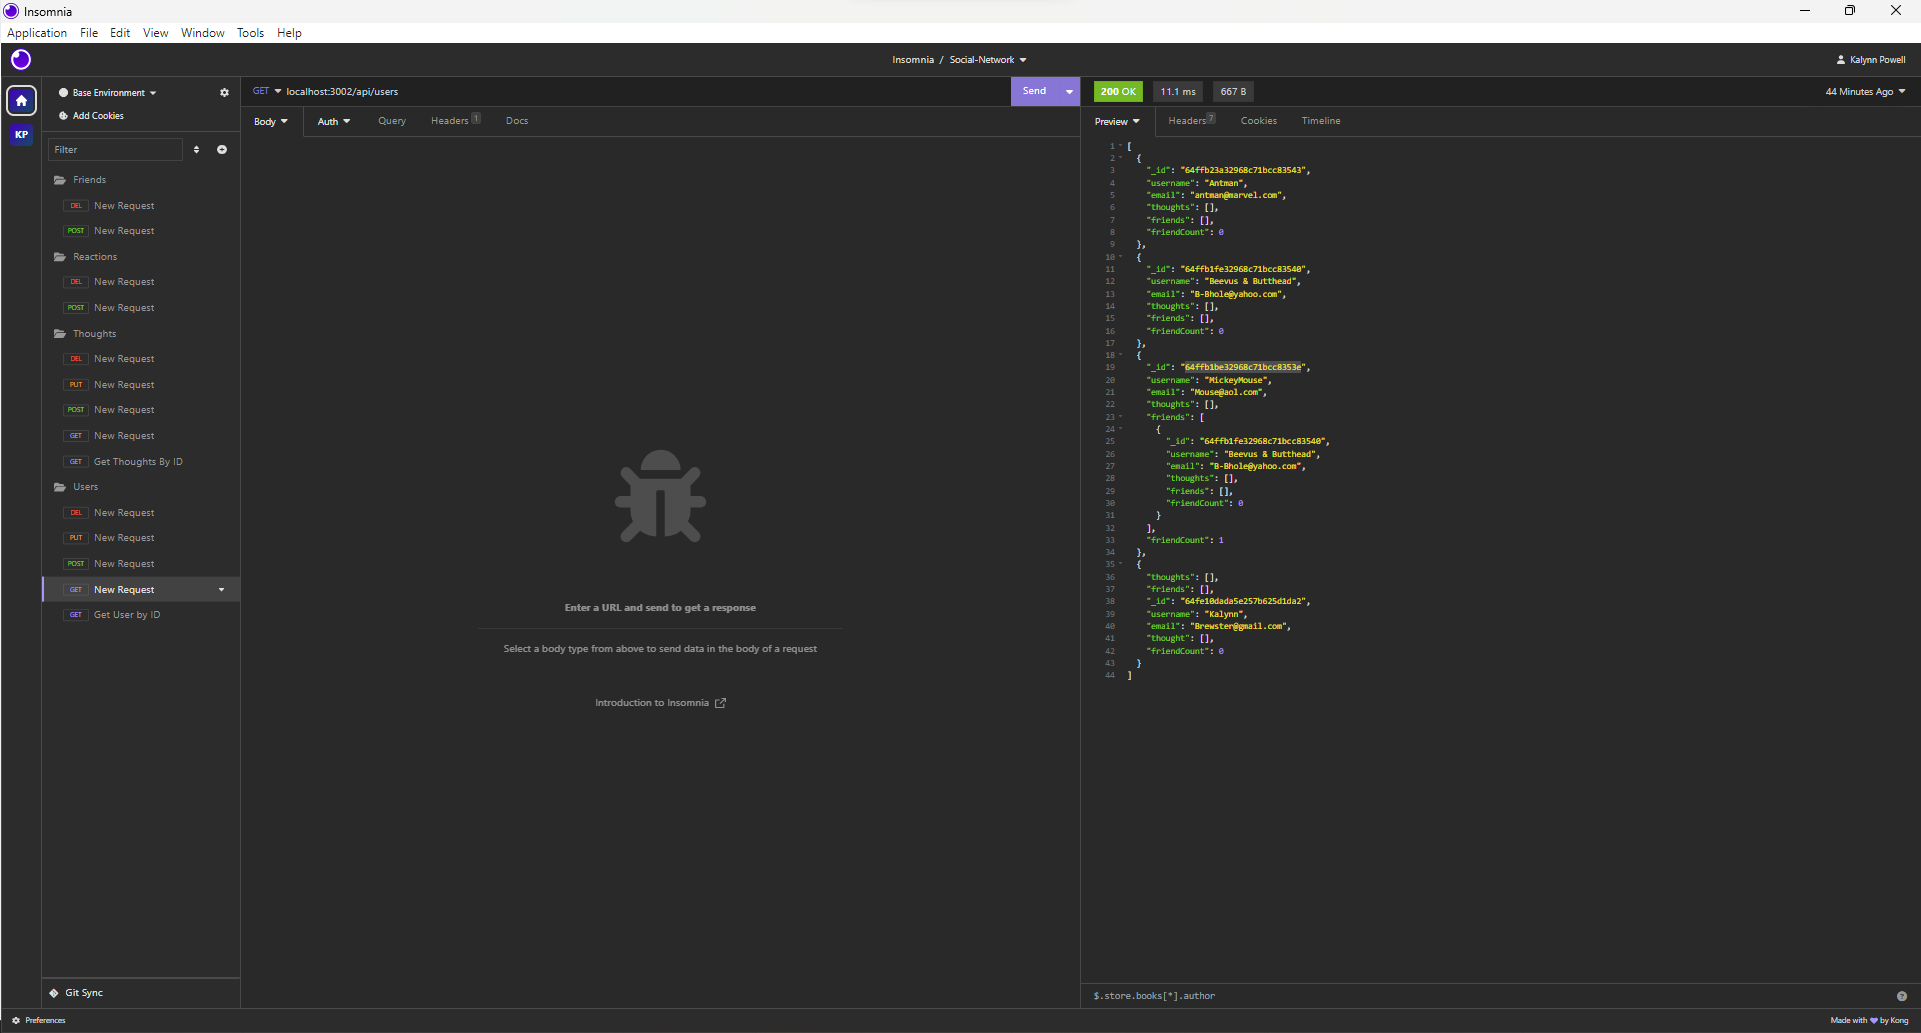 Insomnia
Application File Edit View Window Tools Help
Insomnia / Social-Network
Kalynn Powell
Base Environment
Add Cookies
KP
Filter
Friends
DEL New Request
POST New Request
Reactions
DEL New Request
POST New Request
Thoughts
DEL New Request
PUT New Request
POST New Request
GET New Request
GET Get Thoughts By ID
Users
DEL New Request
PUT New Request
POST New Request
GET New Request
GET Get User by ID
Git Sync
Preferences
GET localhost:3002/api/users
Send
Body Auth Query Headers 1 Docs
Enter a URL and send to get a response
Select a body type from above to send data in the body of a request
Introduction to Insomnia
200 OK 11.1 ms 667 B
44 Minutes Ago
Preview Headers 7 Cookies Timeline
1 [
2 {
3 "_id": "64ffb23a32968c71bcc83543",
4 "username": "Antman",
5 "email": "antman@marvel.com",
6 "thoughts": [],
7 "friends": [],
8 "friendCount": 0
9 },
10 {
11 "_id": "64ffb1fe32968c71bcc83540",
12 "username": "Beevus & Butthead",
13 "email": "B-Bhole@yahoo.com",
14 "thoughts": [],
15 "friends": [],
16 "friendCount": 0
17 },
18 {
19 "_id": "64ffb1be32968c71bcc8353e",
20 "username": "MickeyMouse",
21 "email": "Mouse@aol.com",
22 "thoughts": [],
23 "friends": [
24 {
25 "_id": "64ffb1fe32968c71bcc83540",
26 "username": "Beevus & Butthead",
27 "email": "B-Bhole@yahoo.com",
28 "thoughts": [],
29 "friends": [],
30 "friendCount": 0
31 }
32 ],
33 "friendCount": 1
34 },
35 {
36 "thoughts": [],
37 "friends": [],
38 "_id": "64fe10dada5e257b625d1da2",
39 "username": "Kalynn",
40 "email": "Brewster@gmail.com",
41 "thought": [],
42 "friendCount": 0
43 }
44 ]
$.store.books[*].author
Made with by Kong